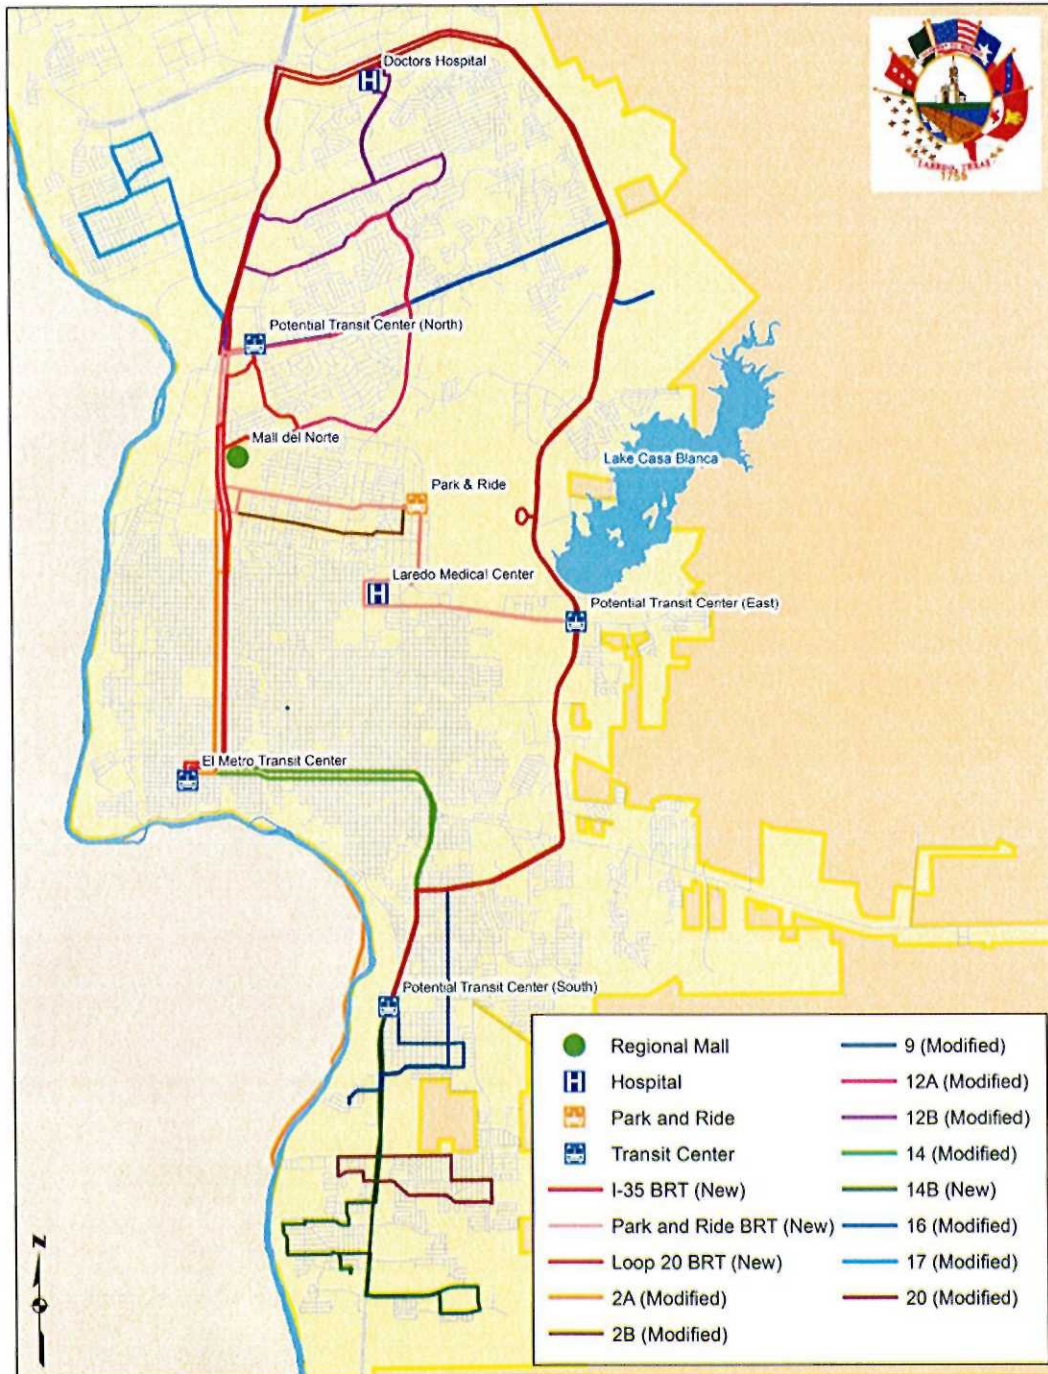 Doctors Hospital
LAREDO, TEXAS
1755
Potential Transit Center (North)
Mall del Norte
Lake Casa Blanca
Park & Ride
Laredo Medical Center
Potential Transit Center (East)
El Metro Transit Center
Potential Transit Center (South)
Regional Mall
H Hospital
Park and Ride
Transit Center
I-35 BRT (New)
Park and Ride BRT (New)
Loop 20 BRT (New)
2A (Modified)
2B (Modified)
9 (Modified)
12A (Modified)
12B (Modified)
14 (Modified)
14B (New)
16 (Modified)
17 (Modified)
20 (Modified)
N